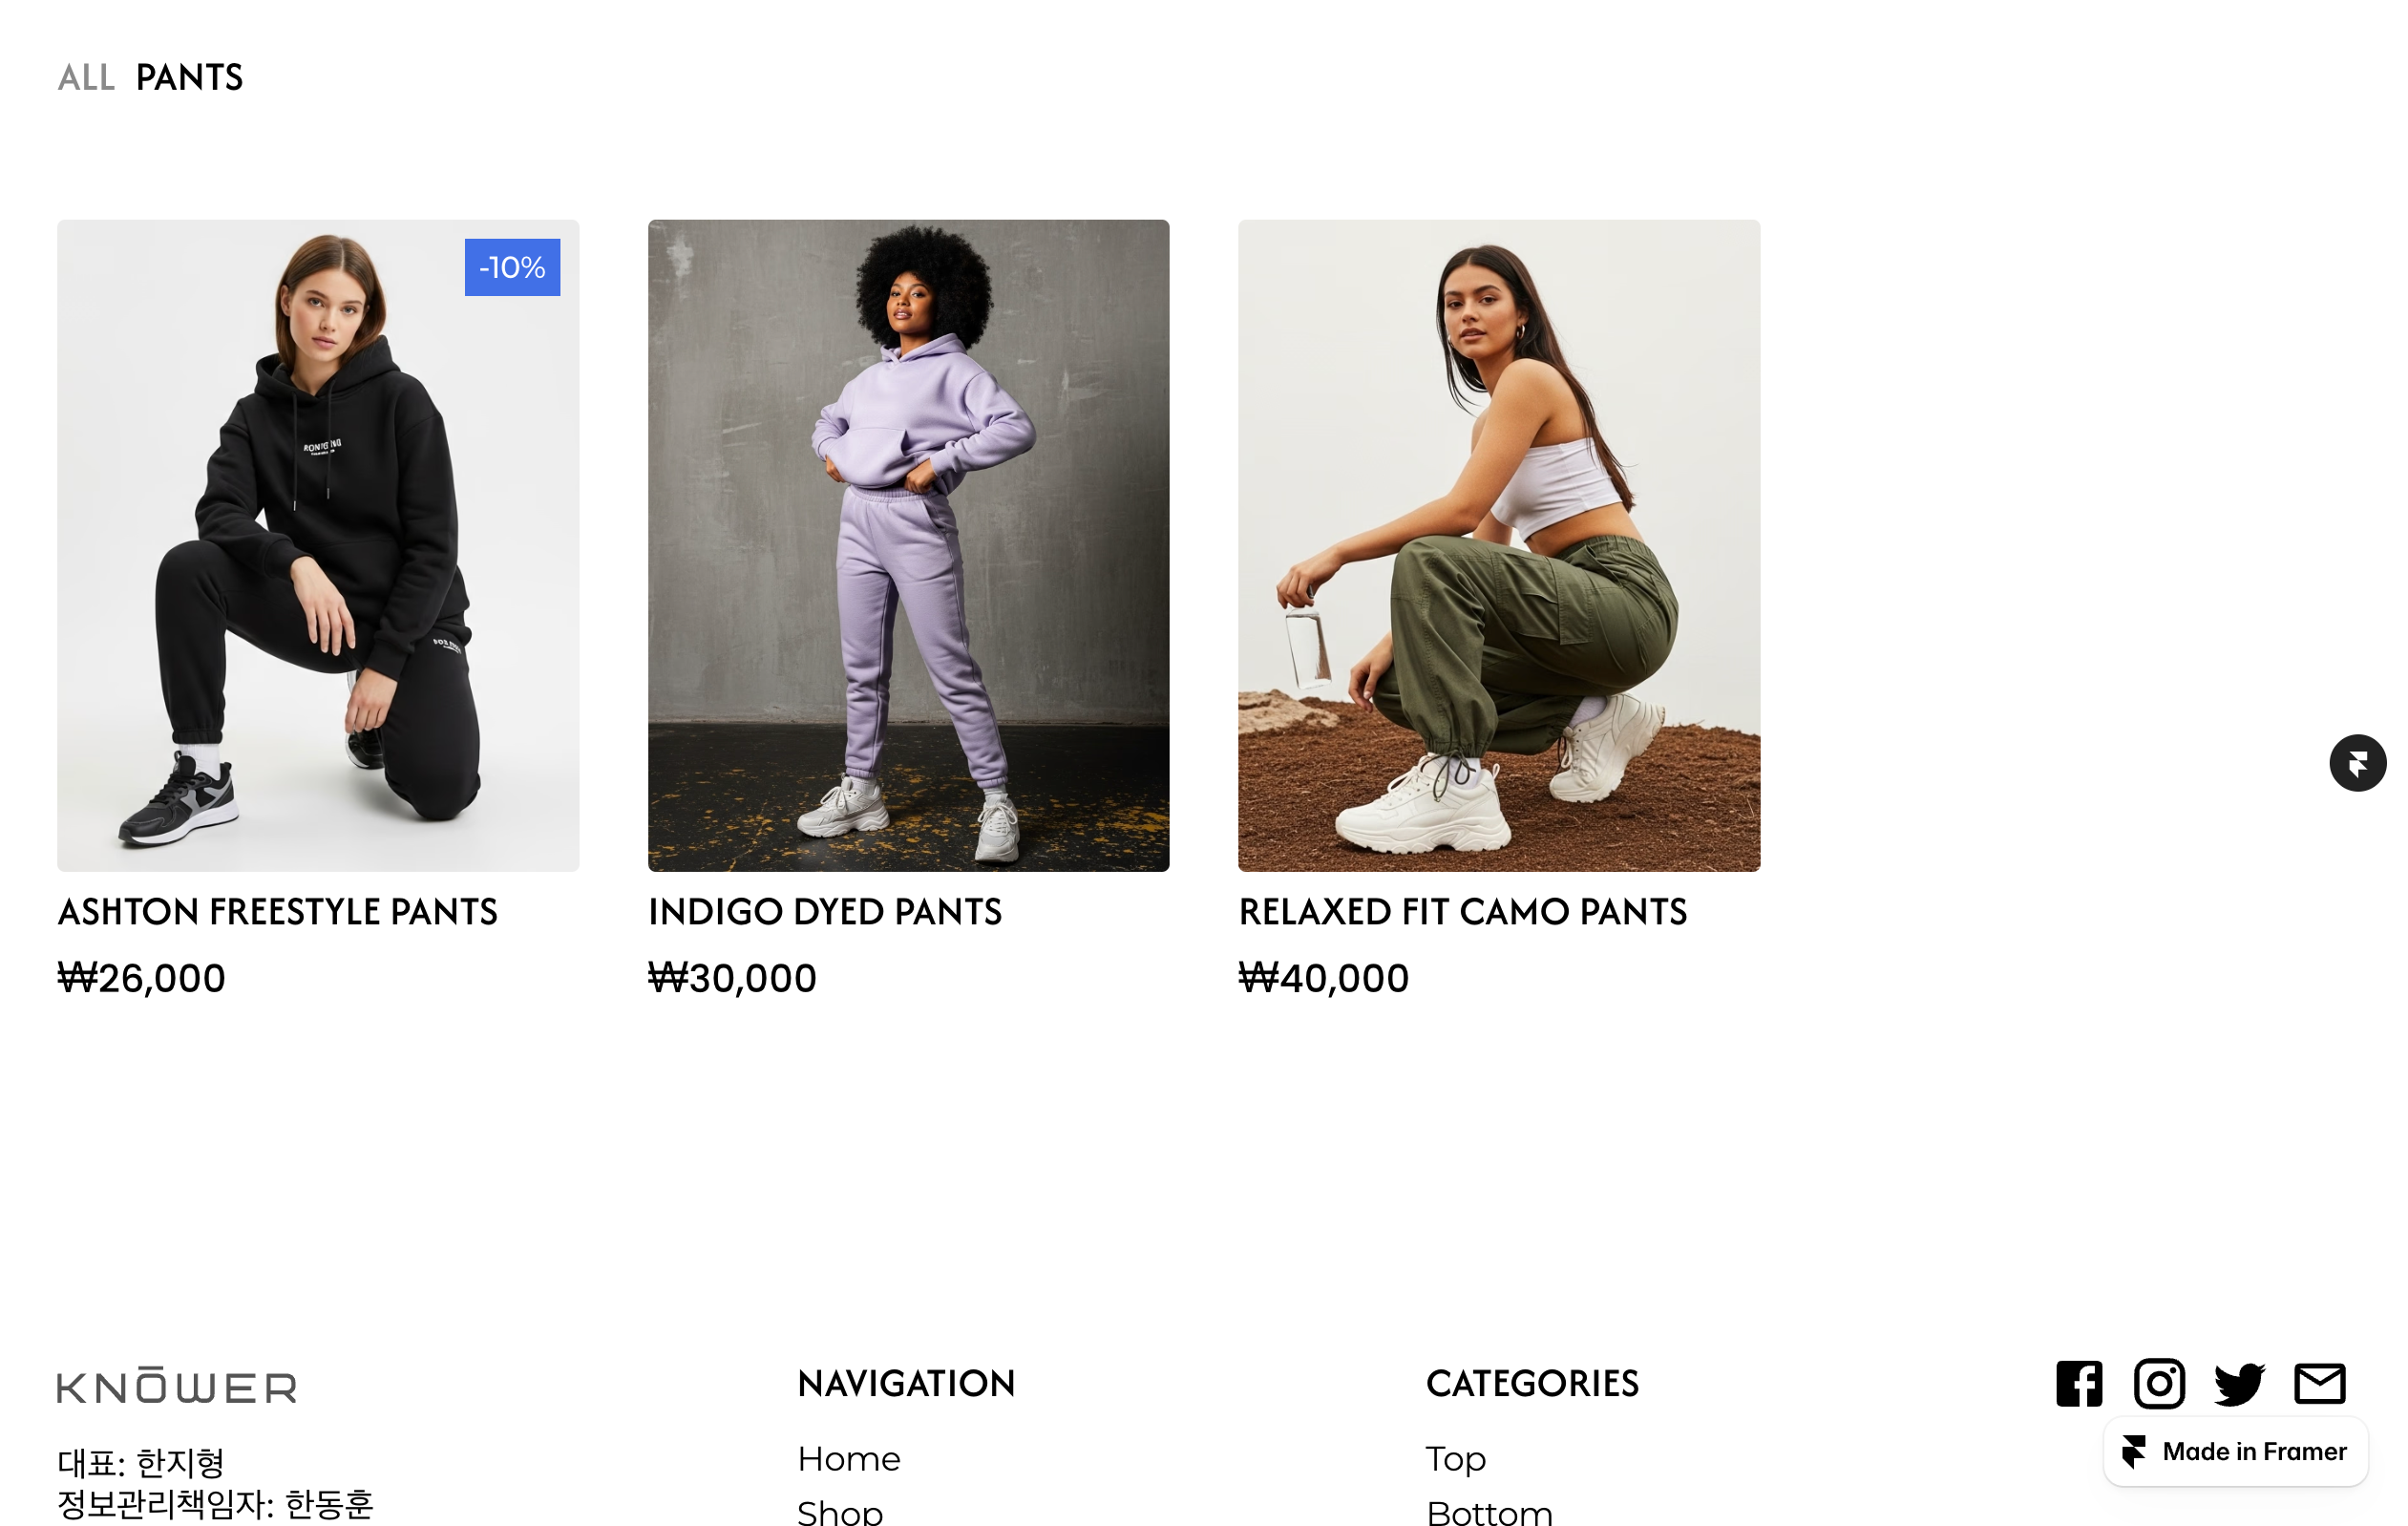 ALL PANTS
-10%
ASHTON FREESTYLE PANTS
₩26,000
INDIGO DYED PANTS
₩30,000
RELAXED FIT CAMO PANTS
₩40,000
KNŌWER
대표: 한지형
정보관리책임자: 한동훈
NAVIGATION
Home
Shop
CATEGORIES
Top
Bottom
Made in Framer